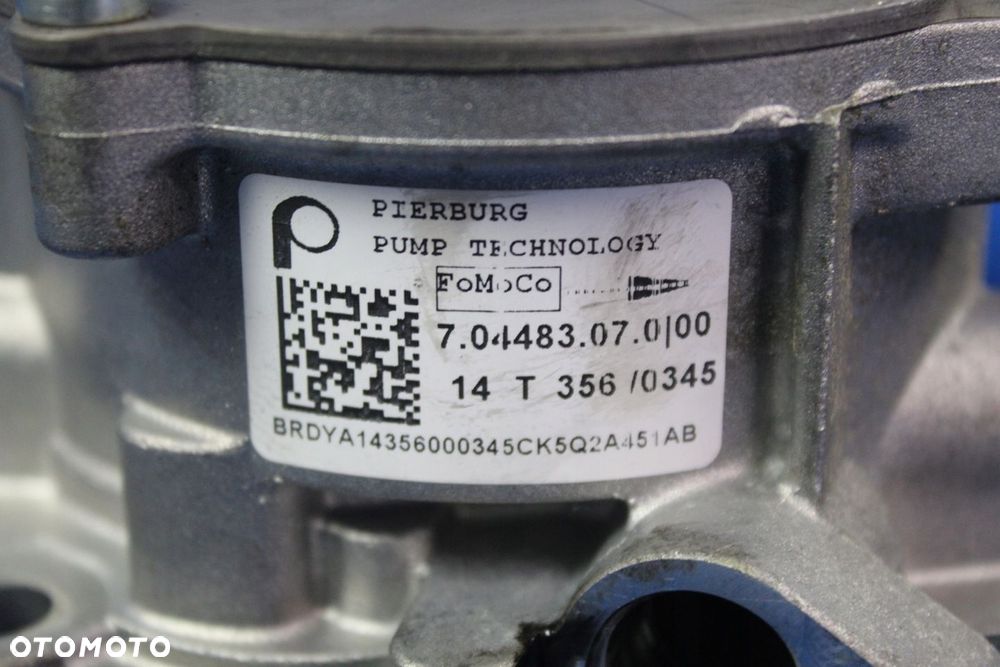 PIERBURG
PUMP TECHNOLOGY
FoMoCo
7.04483.07.0|00
14 T 356 /0345
BRDYA14356000345CK5Q2A451AB
OTOMOTO